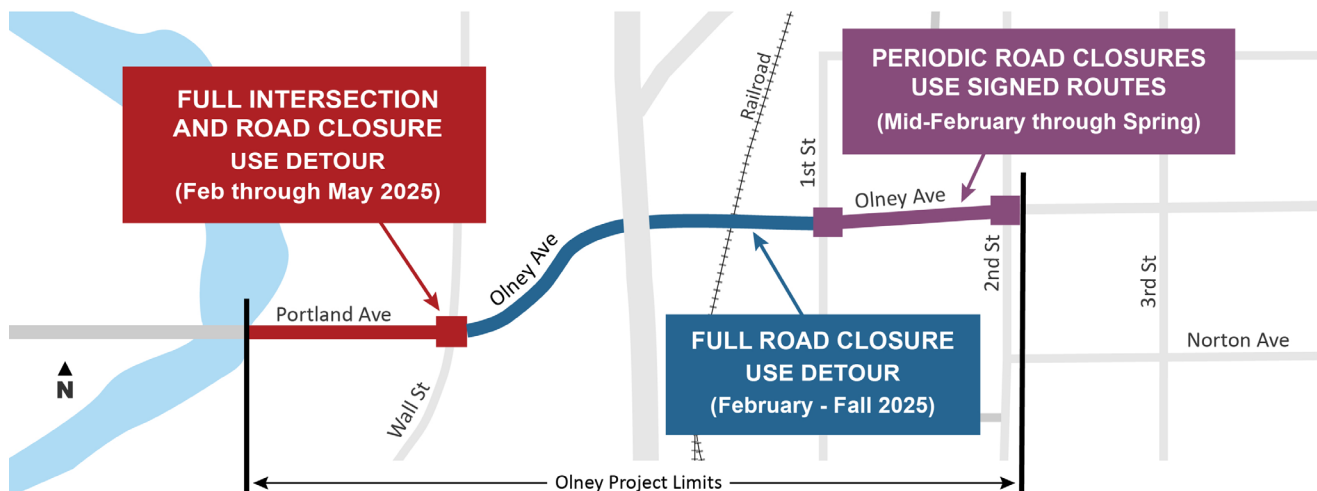 FULL INTERSECTION
AND ROAD CLOSURE
USE DETOUR
(Feb through May 2025)
PERIODIC ROAD CLOSURES
USE SIGNED ROUTES
(Mid-February through Spring)
Railroad
1st St
Olney Ave
Olney Ave
2nd St
3rd St
Portland Ave
Wall St
N
FULL ROAD CLOSURE
USE DETOUR
(February - Fall 2025)
Norton Ave
Olney Project Limits